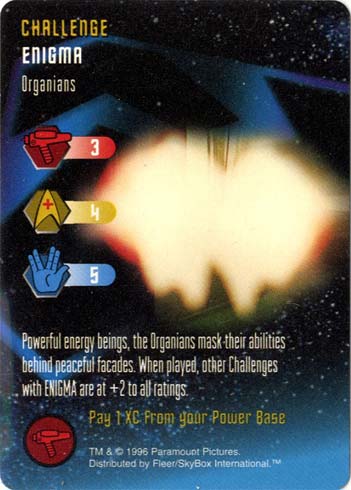 CHALLENGE
ENIGMA
Organians
3
4
5
Powerful energy beings, the Organians mask their abilities
behind peaceful facades. When played, other Challenges
with ENIGMA are at +2 to all ratings.
Pay 1 XC From your Power Base
TM & © 1996 Paramount Pictures.
Distributed by Fleer/SkyBox International.™